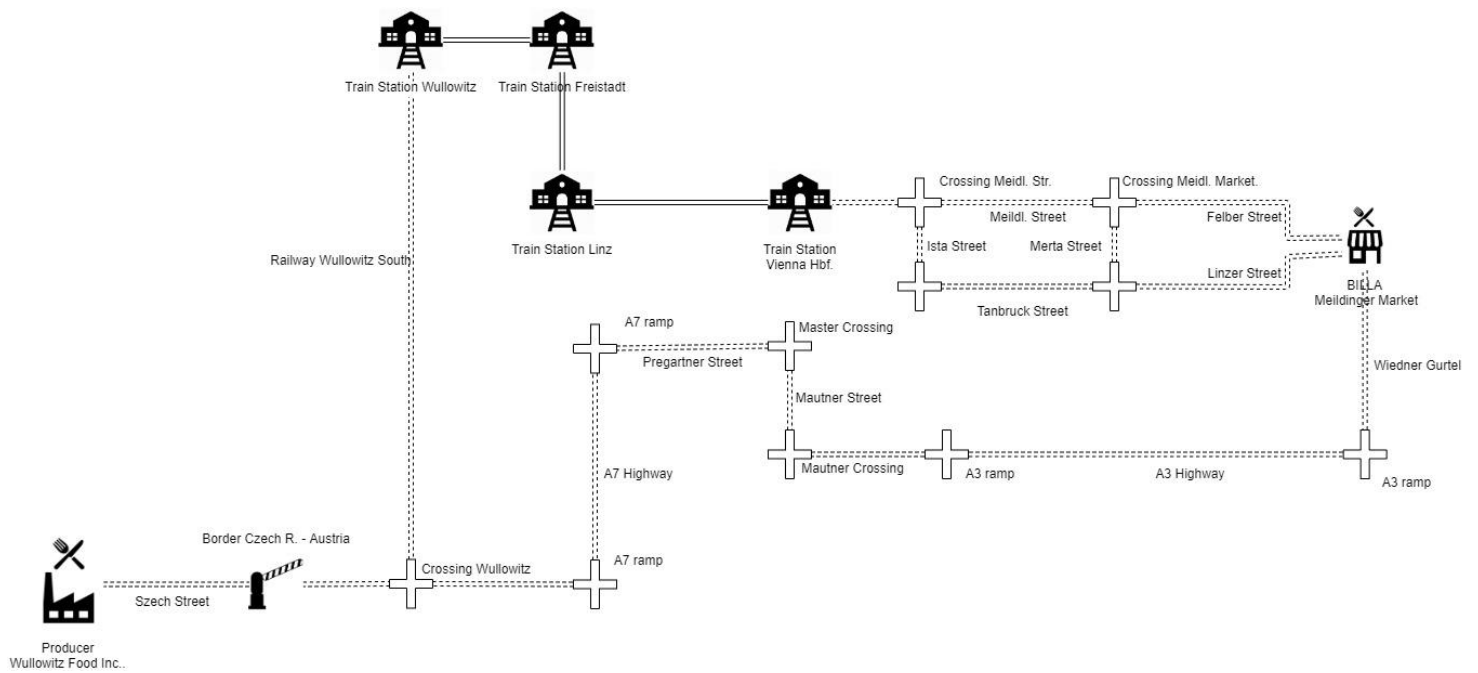 Train Station Wullowitz
Train Station Freistadt
Crossing Meidl. Str.
Crossing Meidl. Market.
Meildl. Street
Felber Street
Train Station Linz
Train Station
Vienna Hbf.
Ista Street
Merta Street
Railway Wullowitz South
Linzer Street
BILLA
Meildinger Market
Tanbruck Street
A7 ramp
Master Crossing
Pregartner Street
Wiedner Gurtel
Mautner Street
Mautner Crossing
A7 Highway
A3 ramp
A3 Highway
A3 ramp
Border Czech R. - Austria
Crossing Wullowitz
A7 ramp
Szech Street
Producer
Wullowitz Food Inc..